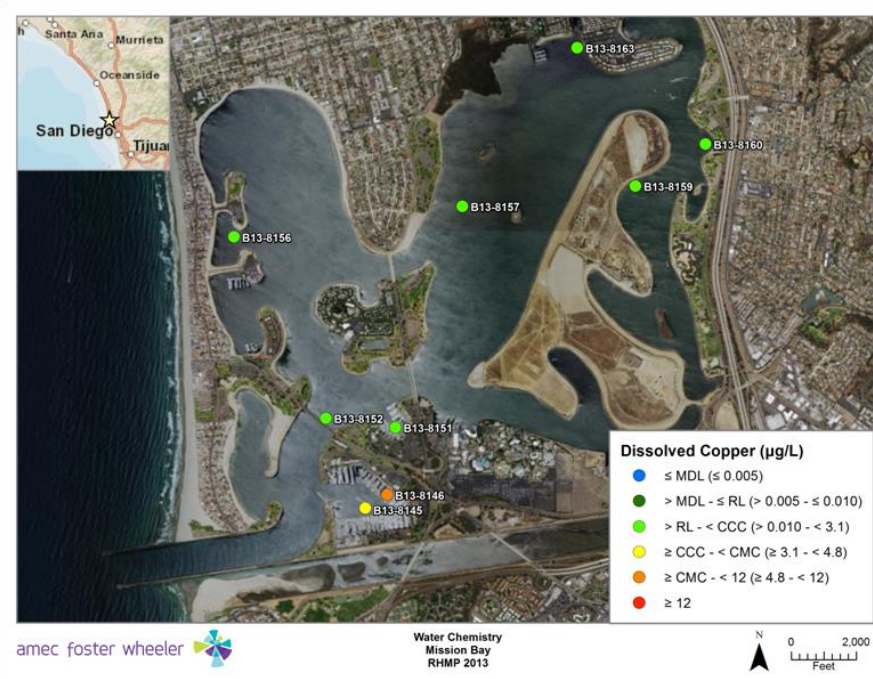 Santa Ana
Murrieta
Oceanside
San Diego
Tijua
B13-8163
B13-8160
B13-8159
B13-8157
B13-8156
B13-8152
B13-8151
B13-8146
B13-8145
Dissolved Copper (µg/L)
≤ MDL (≤ 0.005)
> MDL - ≤ RL (> 0.005 - ≤ 0.010)
> RL - < CCC (> 0.010 - < 3.1)
≥ CCC - < CMC (≥ 3.1 - < 4.8)
≥ CMC - < 12 (≥ 4.8 - < 12)
≥ 12
amec foster wheeler
Water Chemistry
Mission Bay
RHMP 2013
N
0 2,000
Feet